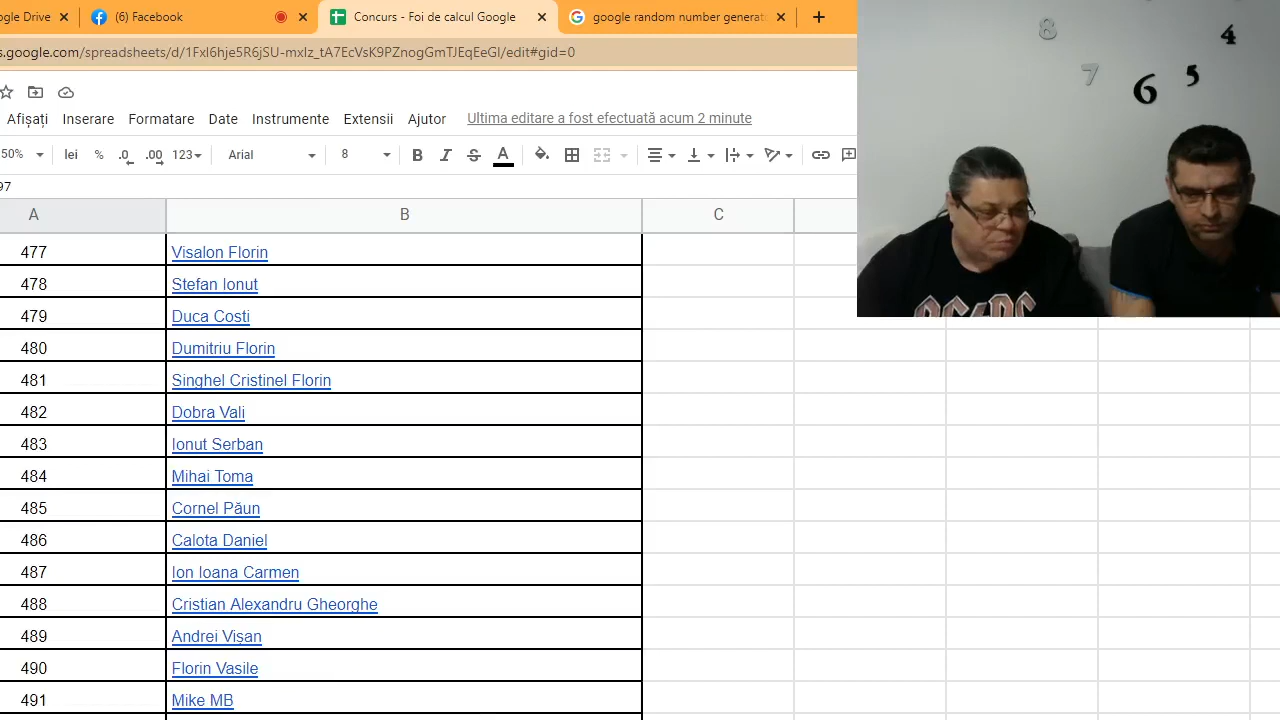 gle Drive
(6) Facebook
Concurs - Foi de calcul Google
google random number generat
s.google.com/spreadsheets/d/1Fxl6hje5R6jSU-mxlz_tA7EcVsK9PZnogGmTJEqEeGI/edit#gid=0
Afișați Inserare Formatare Date Instrumente Extensii Ajutor Ultima editare a fost efectuată acum 2 minute
50% lei % .0 .00 123 Arial 8 B I S A
97
A B C
477 Visalon Florin
478 Stefan Ionut
479 Duca Costi
480 Dumitriu Florin
481 Singhel Cristinel Florin
482 Dobra Vali
483 Ionut Serban
484 Mihai Toma
485 Cornel Păun
486 Calota Daniel
487 Ion Ioana Carmen
488 Cristian Alexandru Gheorghe
489 Andrei Vișan
490 Florin Vasile
491 Mike MB
8 7 6 5 4
AC/DC